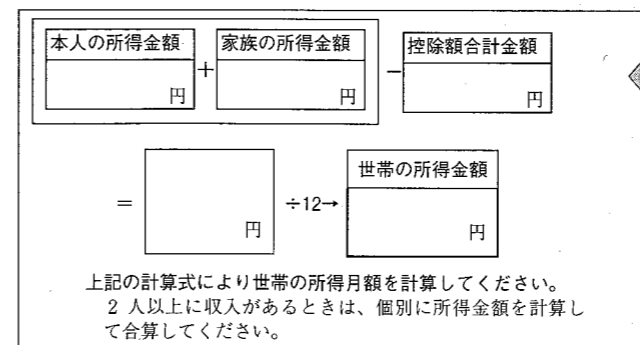 本人の所得金額 家族の所得金額 控除額合計金額
円 + 円 − 円
世帯の所得金額
= 円 ÷12→ 円
上記の計算式により世帯の所得月額を計算してください。
2 人以上に収入があるときは、個別に所得金額を計算し
て合算してください。